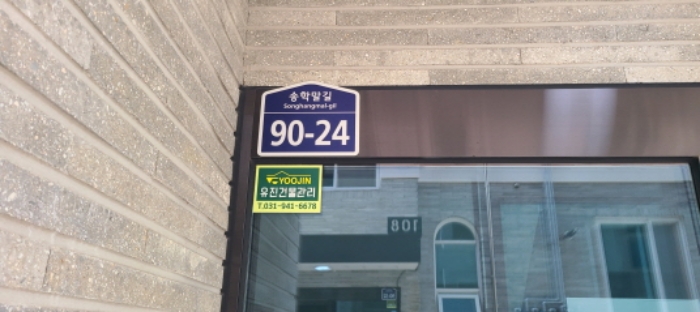 송학말길
Songhangmal-gil
90-24
YOOJIN
유진건물관리
T.031-941-6678
108